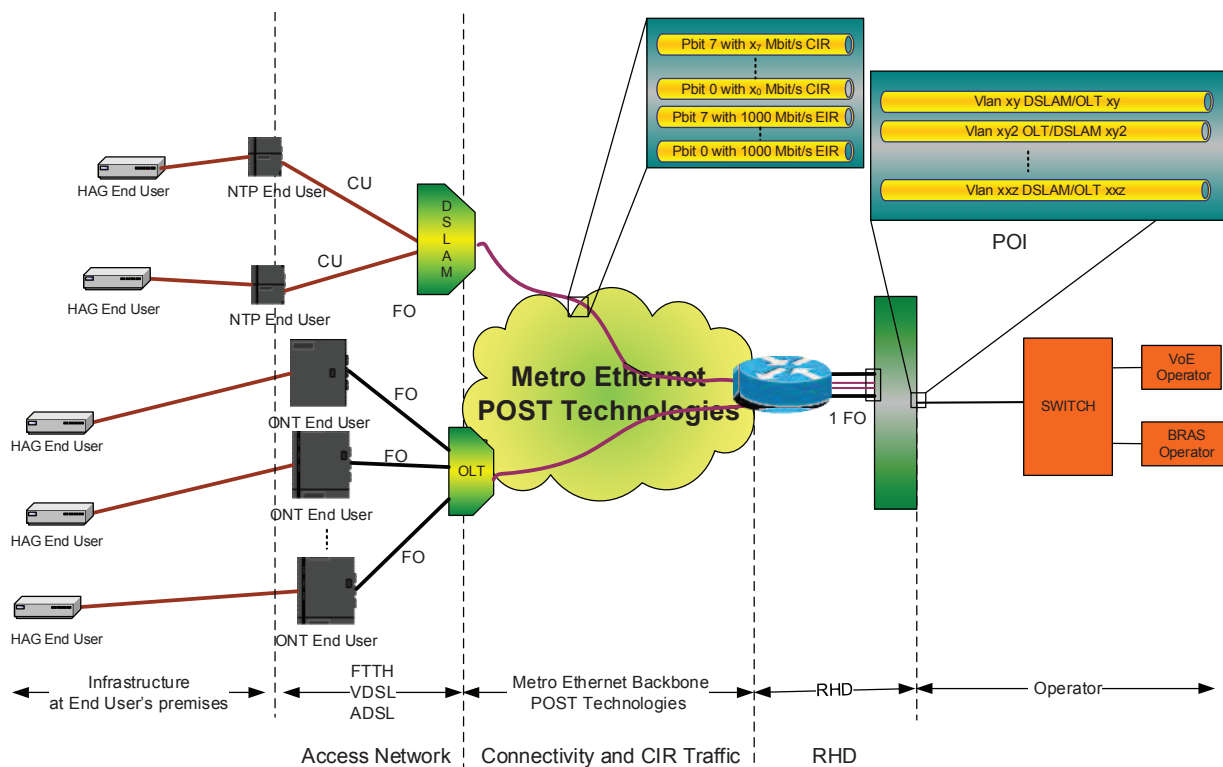 Pbit 7 with x7 Mbit/s CIR
Pbit 0 with x0 Mbit/s CIR
Pbit 7 with 1000 Mbit/s EIR
Pbit 0 with 1000 Mbit/s EIR
Vlan xy DSLAM/OLT xy
Vlan xy2 OLT/DSLAM xy2
Vlan xxz DSLAM/OLT xxz
POI
HAG End User
NTP End User
CU
DSLAM
HAG End User
NTP End User
CU
FO
Metro Ethernet
POST Technologies
1 FO
SWITCH
VoE
Operator
BRAS
Operator
HAG End User
ONT End User
FO
OLT
HAG End User
ONT End User
FO
HAG End User
ONT End User
FO
Infrastructure
at End User's premises
FTTH
VDSL
ADSL
Metro Ethernet Backbone
POST Technologies
RHD
Operator
Access Network
Connectivity and CIR Traffic
RHD